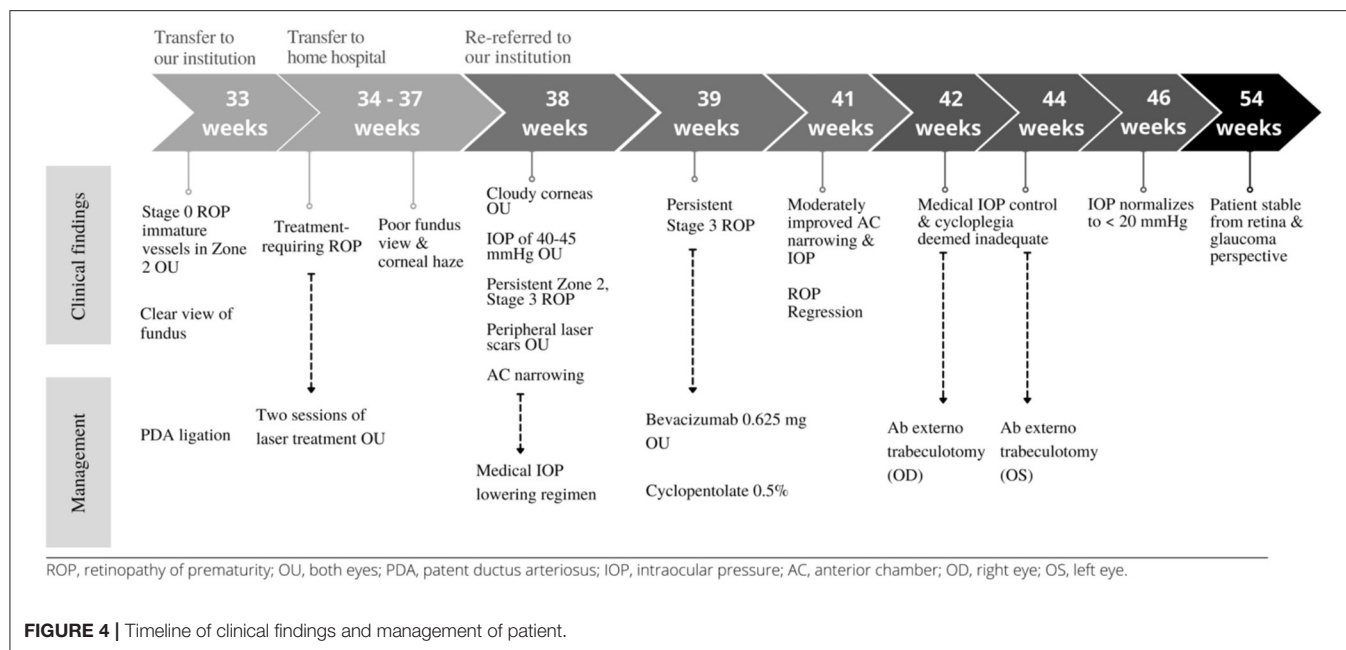 Transfer to
our institution
Transfer to
home hospital
Re-referred to
our institution
33
weeks
34 - 37
weeks
38
weeks
39
weeks
41
weeks
42
weeks
44
weeks
46
weeks
54
weeks
Clinical findings
Stage 0 ROP
immature
vessels in Zone
2 OU
Clear view of
fundus
Treatment-
requiring ROP
Poor fundus
view &
corneal haze
Cloudy corneas
OU
IOP of 40-45
mmHg OU
Persistent Zone 2,
Stage 3 ROP
Peripheral laser
scars OU
AC narrowing
Persistent
Stage 3 ROP
Moderately
improved AC
narrowing &
IOP
ROP
Regression
Medical IOP control
& cycloplegia
deemed inadequate
IOP normalizes
to < 20 mmHg
Patient stable
from retina &
glaucoma
perspective
Management
PDA ligation
Two sessions of
laser treatment OU
Medical IOP
lowering regimen
Bevacizumab 0.625 mg
OU
Cyclopentolate 0.5%
Ab externo
trabeculotomy
(OD)
Ab externo
trabeculotomy
(OS)
ROP, retinopathy of prematurity; OU, both eyes; PDA, patent ductus arteriosus; IOP, intraocular pressure; AC, anterior chamber; OD, right eye; OS, left eye.
FIGURE 4 | Timeline of clinical findings and management of patient.